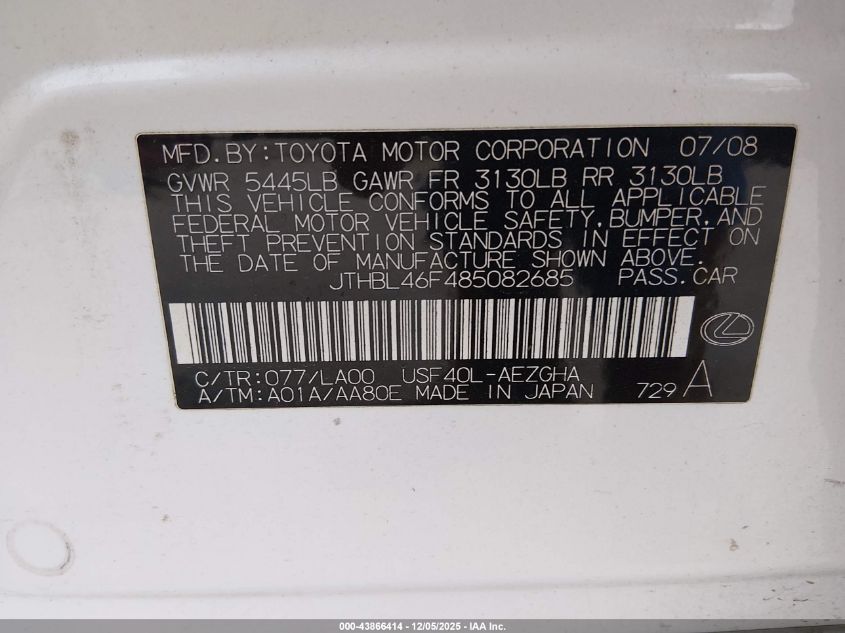 MFD.BY:TOYOTA MOTOR CORPORATION 07/08
GVWR 5445LB GAWR FR 3130LB RR 3130LB
THIS VEHICLE CONFORMS TO ALL APPLICABLE
FEDERAL MOTOR VEHICLE SAFETY,BUMPER,AND
THEFT PREVENTION STANDARDS IN EFFECT ON
THE DATE OF MANUFACTURE SHOWN ABOVE.
JTHBL46F485082685 PASS.CAR
C/TR:077/LA00 USF40L-AEZGHA
A/TM:A01A/AA80E MADE IN JAPAN 729 A
000-43866414 - 12/05/2025 - IAA Inc.